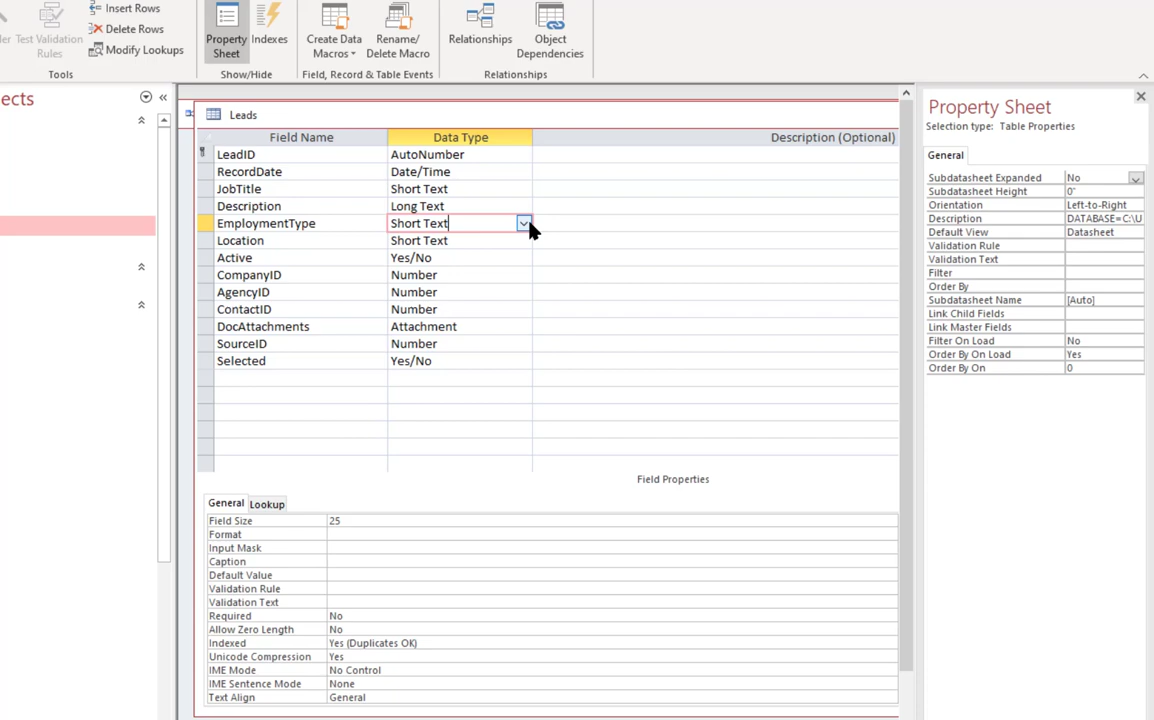 Insert Rows
Delete Rows
Modify Lookups
Test Validation
Rules
Tools
Property
Sheet
Indexes
Show/Hide
Create Data
Macros
Rename/
Delete Macro
Field, Record & Table Events
Relationships
Object
Dependencies
Relationships
ects
Leads
Field Name Data Type Description (Optional)
LeadID AutoNumber
RecordDate Date/Time
JobTitle Short Text
Description Long Text
EmploymentType Short Text
Location Short Text
Active Yes/No
CompanyID Number
AgencyID Number
ContactID Number
DocAttachments Attachment
SourceID Number
Selected Yes/No
Field Properties
General Lookup
Field Size 25
Format
Input Mask
Caption
Default Value
Validation Rule
Validation Text
Required No
Allow Zero Length No
Indexed Yes (Duplicates OK)
Unicode Compression Yes
IME Mode No Control
IME Sentence Mode None
Text Align General
Property Sheet
Selection type: Table Properties
General
Subdatasheet Expanded No
Subdatasheet Height 0"
Orientation Left-to-Right
Description DATABASE=C:\U
Default View Datasheet
Validation Rule
Validation Text
Filter
Order By
Subdatasheet Name [Auto]
Link Child Fields
Link Master Fields
Filter On Load No
Order By On Load Yes
Order By On 0